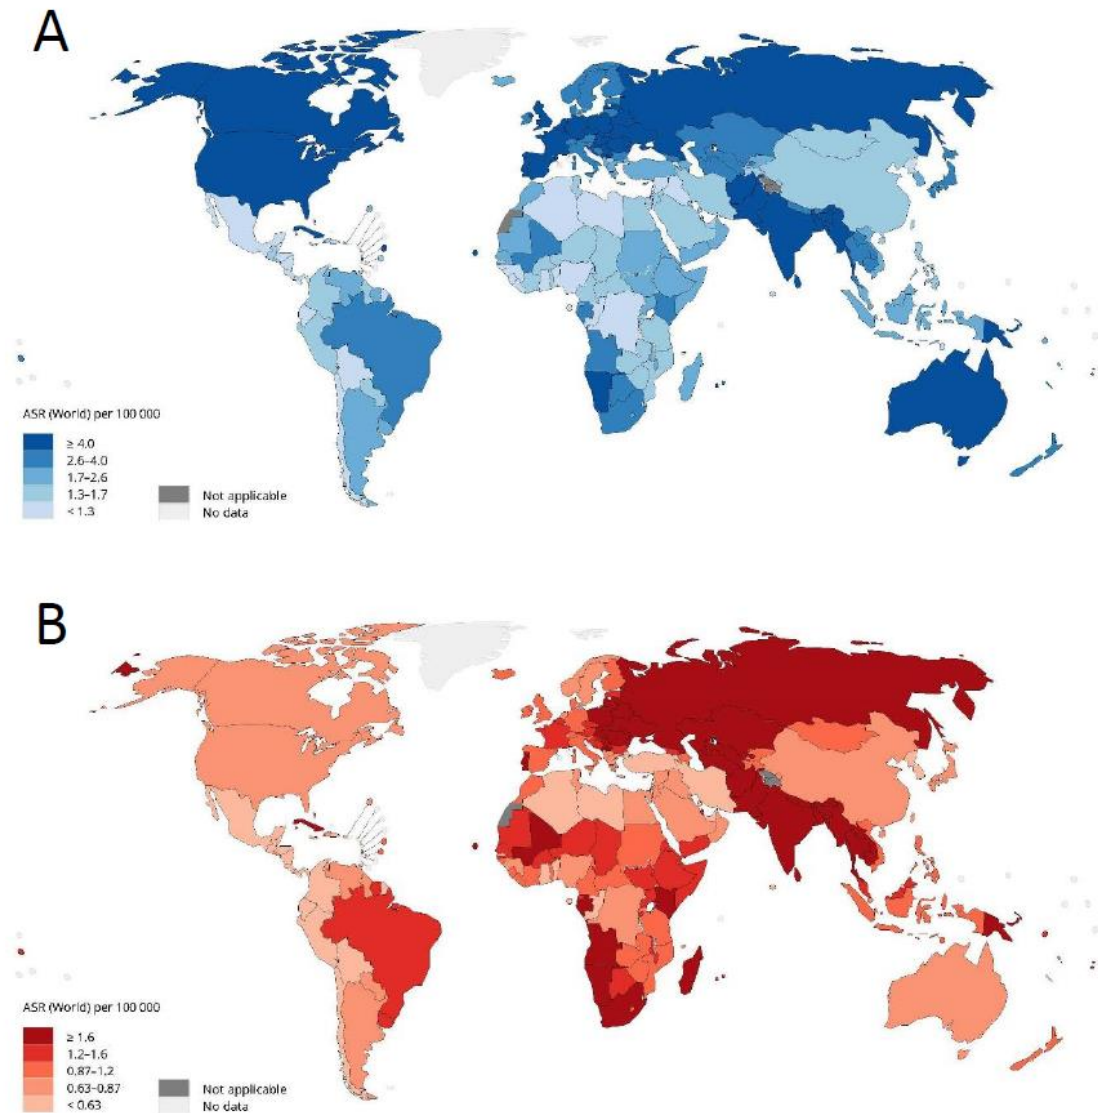 A
ASR (World) per 100 000
≥ 4.0
2.6–4.0
1.7–2.6
1.3–1.7
< 1.3
Not applicable
No data
B
ASR (World) per 100 000
≥ 1.6
1.2–1.6
0.87–1.2
0.63–0.87
< 0.63
Not applicable
No data